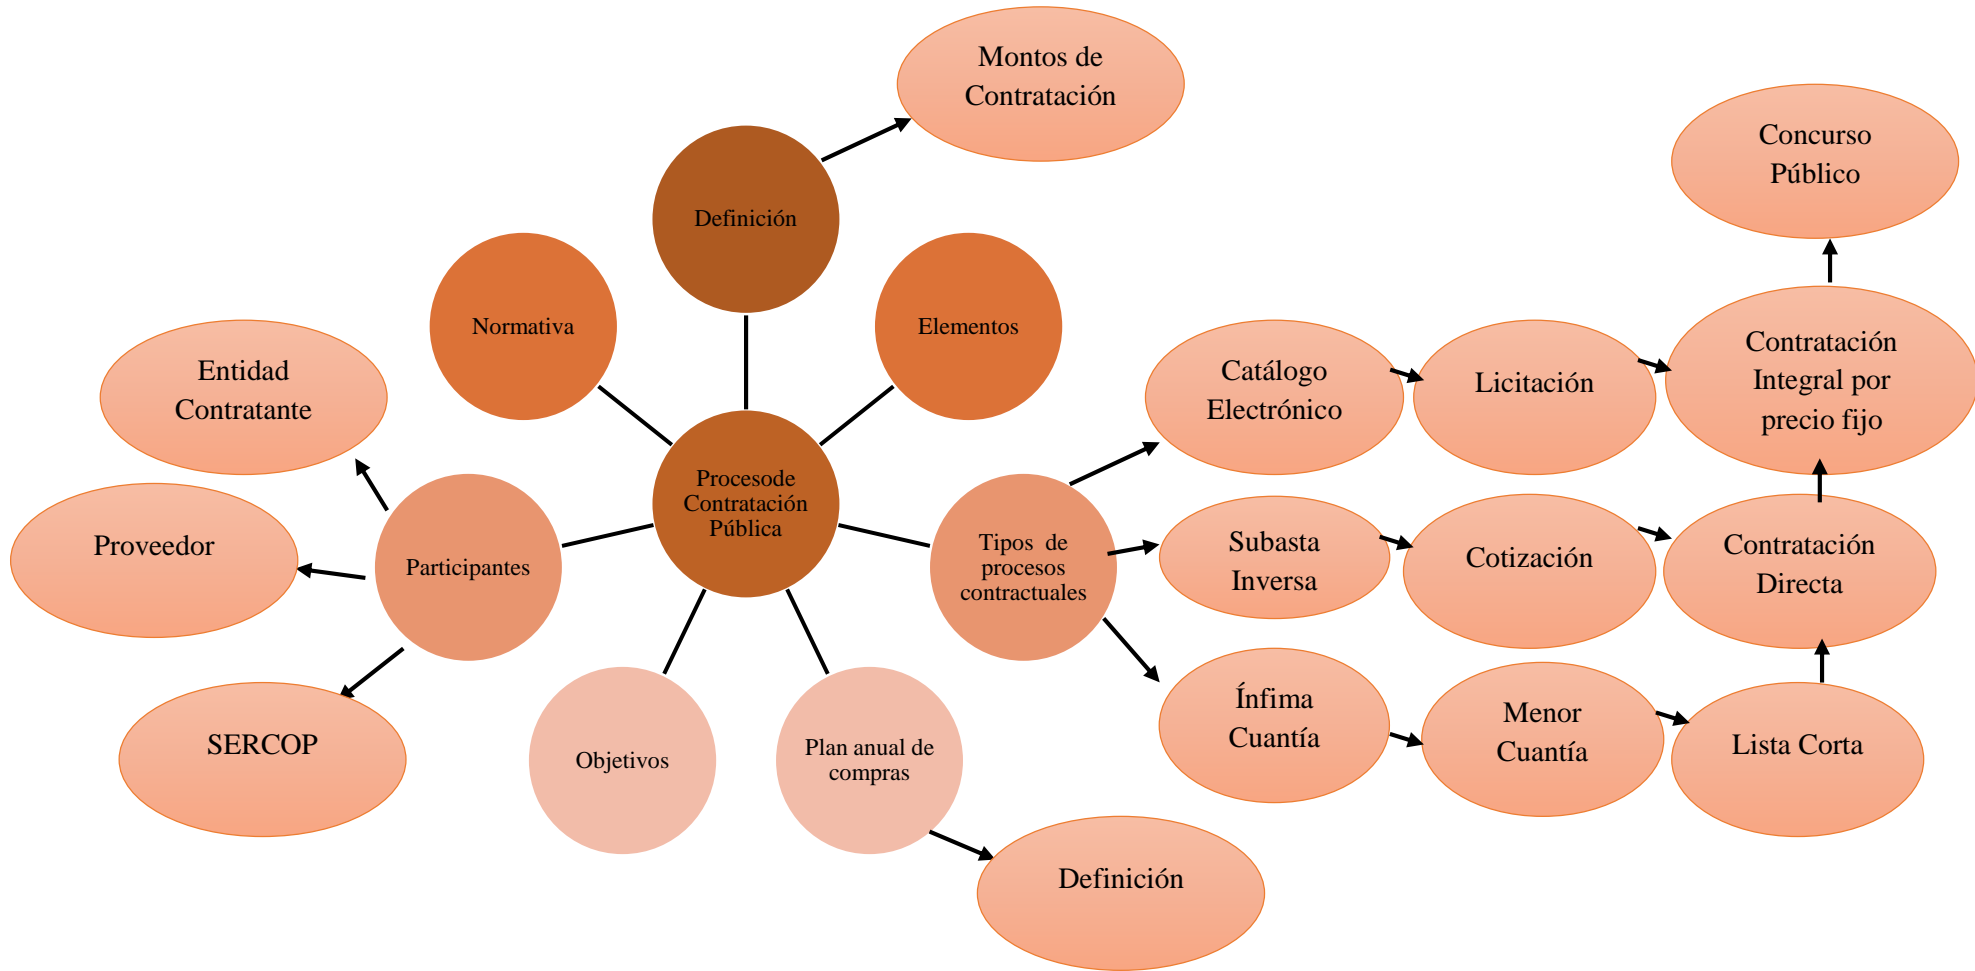 Montos de
Contratación
Concurso
Público
Definición
Normativa
Elementos
Entidad
Contratante
Catálogo
Electrónico
Licitación
Contratación
Integral por
precio fijo
Procesode
Contratación
Pública
Proveedor
Participantes
Tipos de
procesos
contractuales
Subasta
Inversa
Cotización
Contratación
Directa
SERCOP
Objetivos
Plan anual de
compras
Ínfima
Cuantía
Menor
Cuantía
Lista Corta
Definición